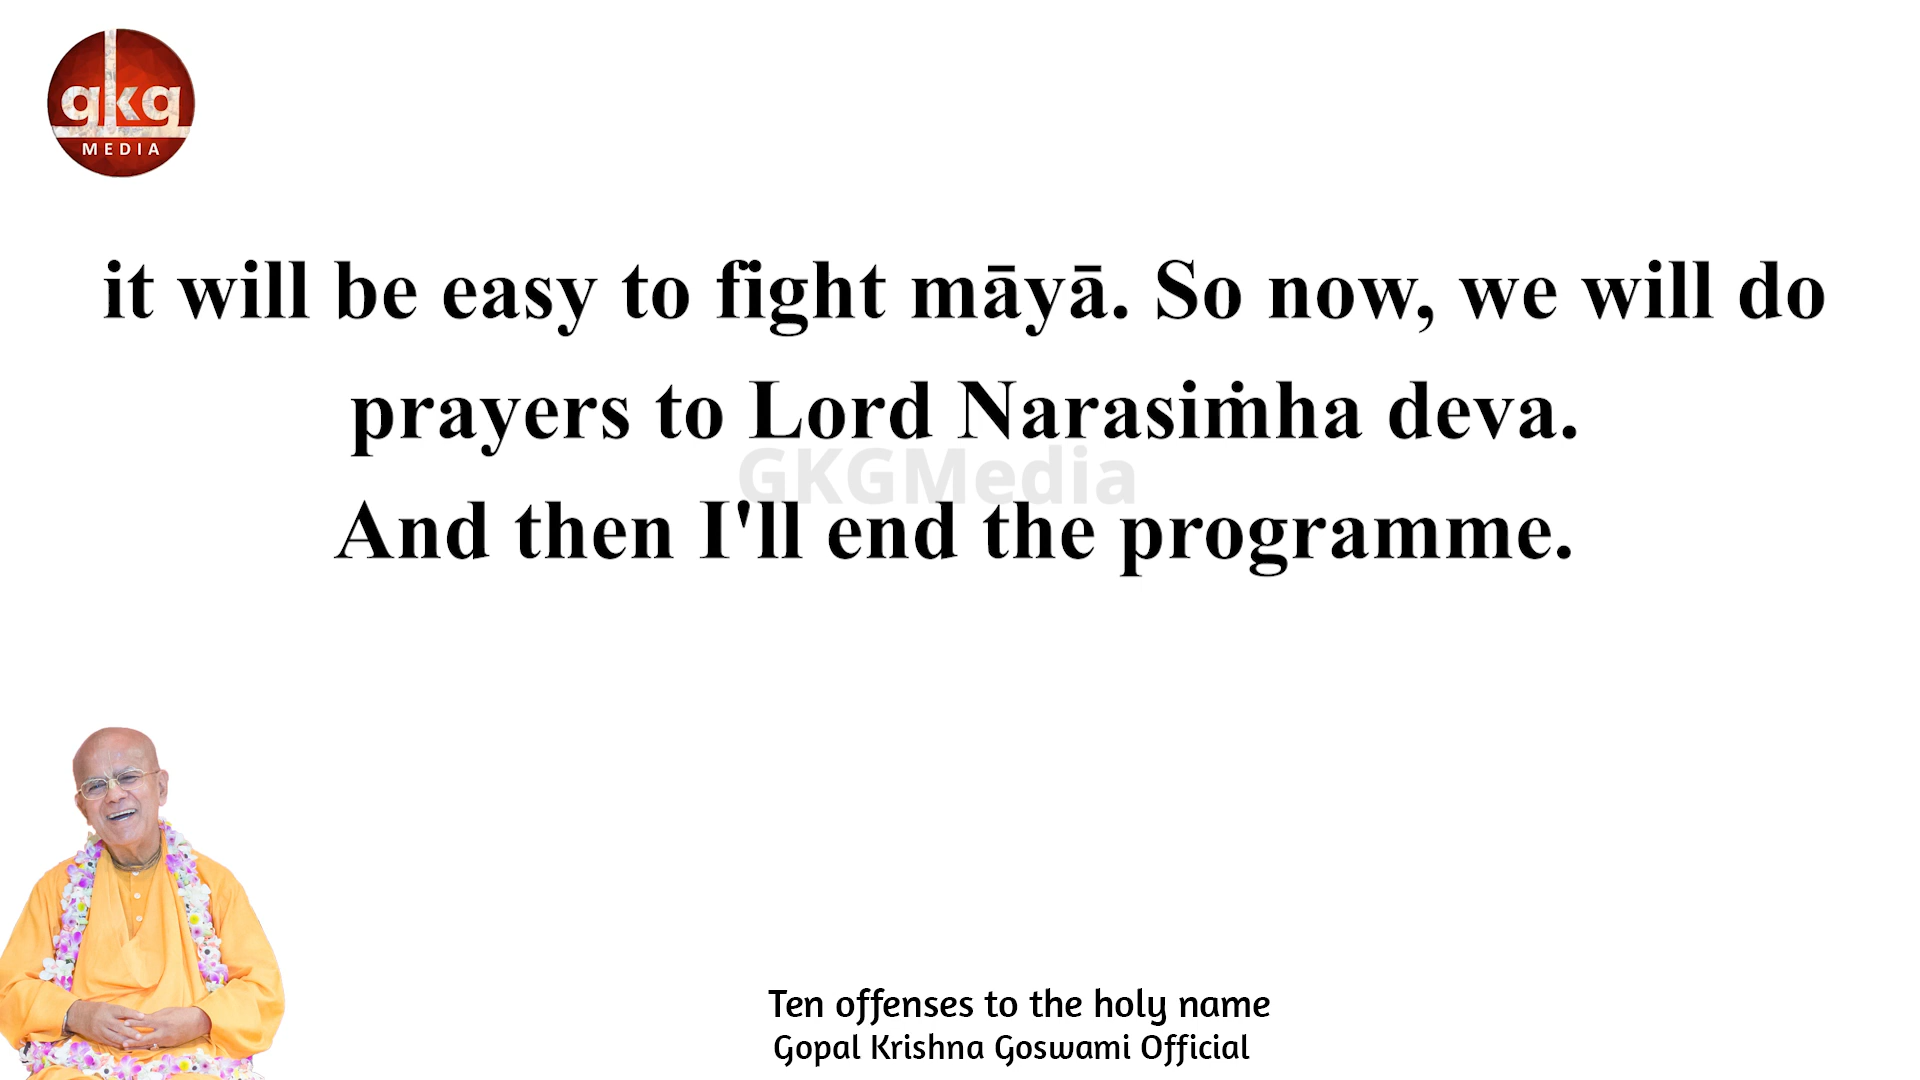 gkg
MEDIA
it will be easy to fight māyā. So now, we will do
prayers to Lord Narasiṁha deva.
GKGMedia
And then I'll end the programme.
Ten offenses to the holy name
Gopal Krishna Goswami Official